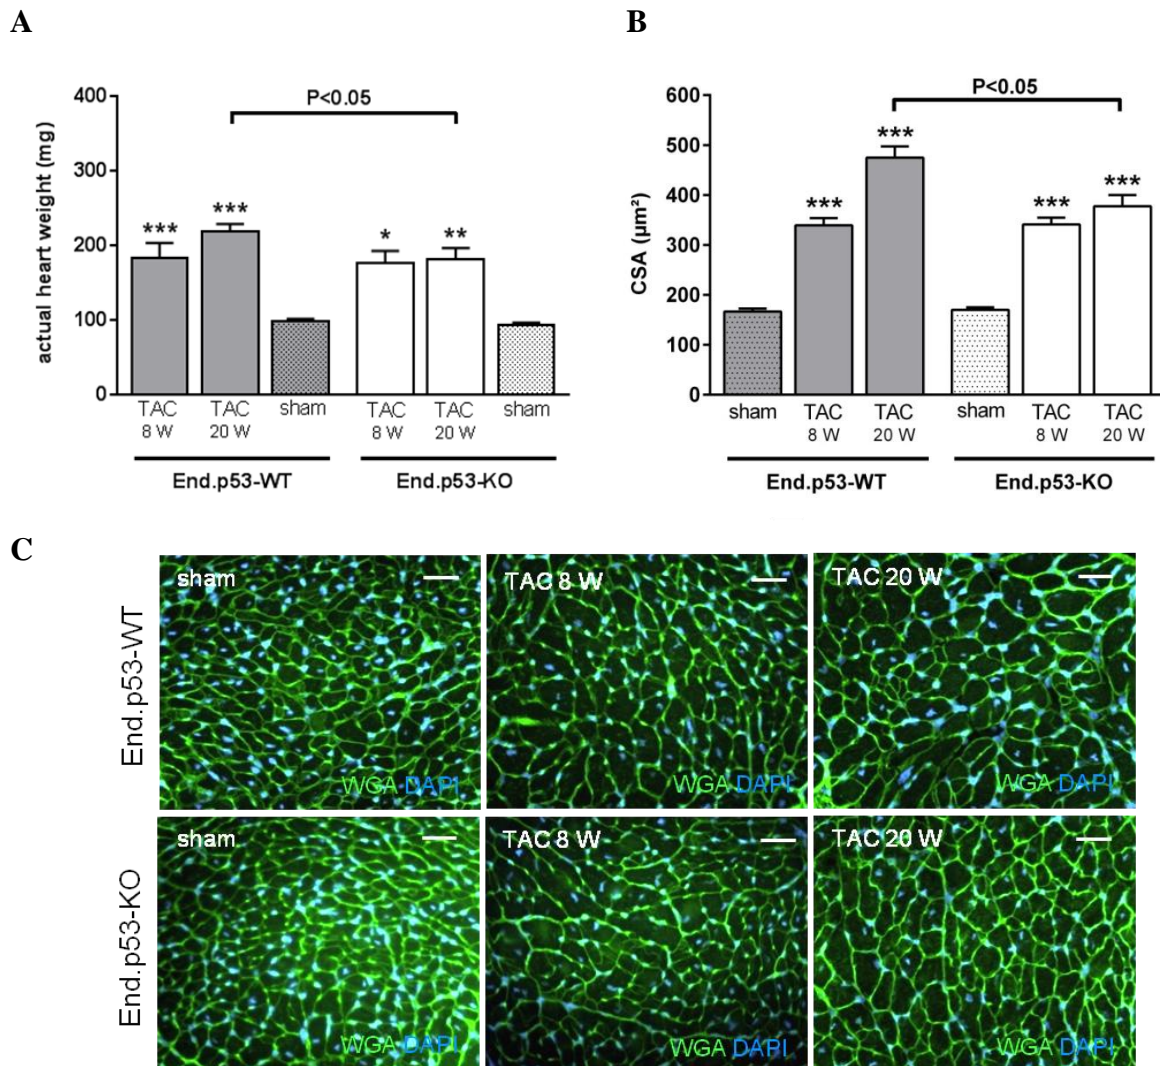 A
B
actual heart weight (mg)
400
300
200
100
0
P<0.05
***
***
*
**
TAC 8 W
TAC 20 W
sham
TAC 8 W
TAC 20 W
sham
End.p53-WT
End.p53-KO
CSA (µm²)
600
500
400
300
200
100
0
P<0.05
***
***
***
***
sham
TAC 8 W
TAC 20 W
sham
TAC 8 W
TAC 20 W
End.p53-WT
End.p53-KO
C
End.p53-WT
sham
WGA DAPI
TAC 8 W
WGA DAPI
TAC 20 W
WGA DAPI
End.p53-KO
sham
WGA DAPI
TAC 8 W
WGA DAPI
TAC 20 W
WGA DAPI